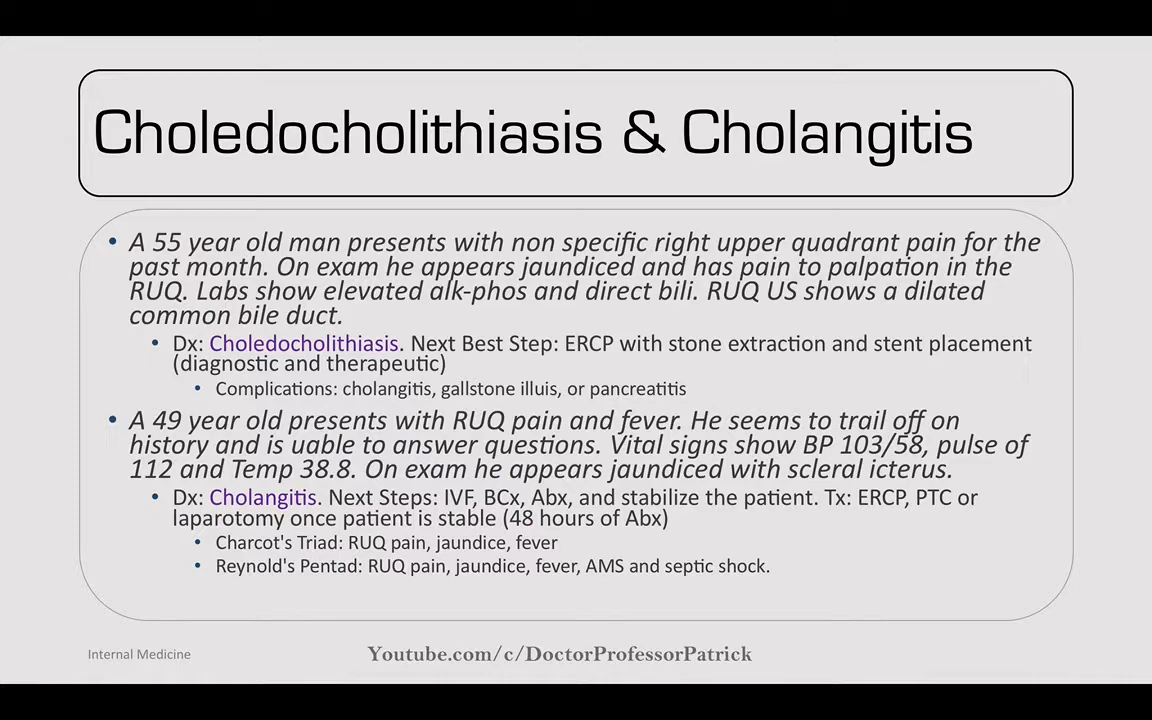 Choledocholithiasis & Cholangitis
• A 55 year old man presents with non specific right upper quadrant pain for the
past month. On exam he appears jaundiced and has pain to palpation in the
RUQ. Labs show elevated alk-phos and direct bili. RUQ US shows a dilated
common bile duct.
• Dx: Choledocholithiasis. Next Best Step: ERCP with stone extraction and stent placement
(diagnostic and therapeutic)
• Complications: cholangitis, gallstone illuis, or pancreatitis
• A 49 year old presents with RUQ pain and fever. He seems to trail off on
history and is uable to answer questions. Vital signs show BP 103/58, pulse of
112 and Temp 38.8. On exam he appears jaundiced with scleral icterus.
• Dx: Cholangitis. Next Steps: IVF, BCx, Abx, and stabilize the patient. Tx: ERCP, PTC or
laparotomy once patient is stable (48 hours of Abx)
• Charcot's Triad: RUQ pain, jaundice, fever
• Reynold's Pentad: RUQ pain, jaundice, fever, AMS and septic shock.
Internal Medicine
Youtube.com/c/DoctorProfessorPatrick